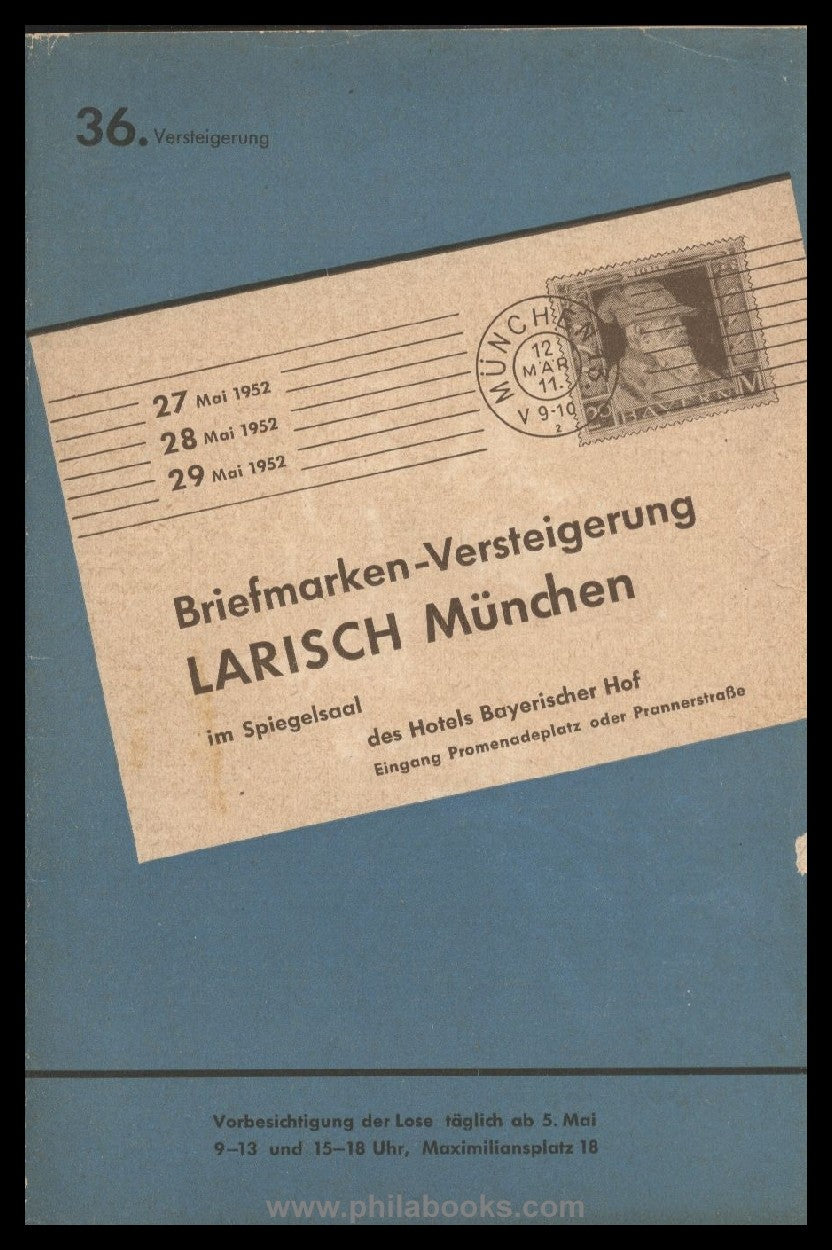 36. Versteigerung
27 Mai 1952
28 Mai 1952
29 Mai 1952
MÜNCHEN
12
MÄR
11.
V 9-10
2
BAYERN
M
Briefmarken-Versteigerung
LARISCH München
im Spiegelsaal
des Hotels Bayerischer Hof
Eingang Promenadeplatz oder Prannerstraße
Vorbesichtigung der Lose täglich ab 5. Mai
9–13 und 15–18 Uhr, Maximiliansplatz 18
www.philabooks.com